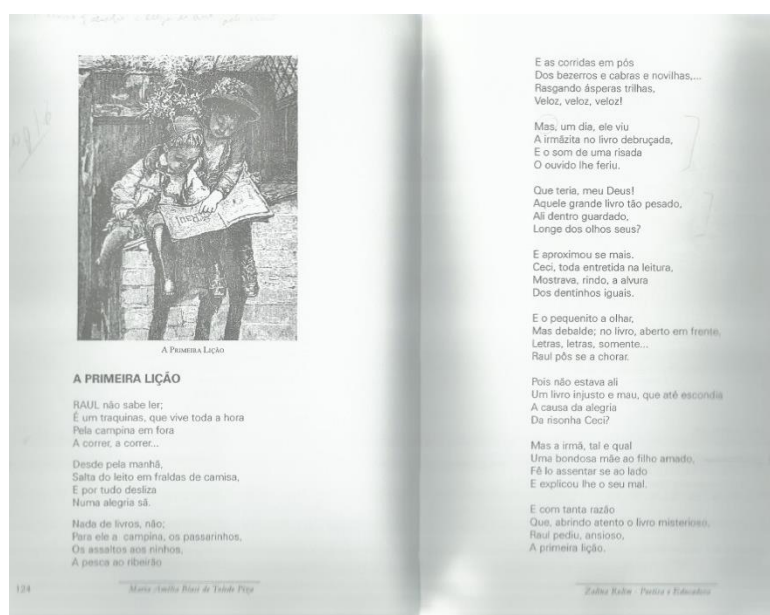 A PRIMEIRA LIÇÃO
A PRIMEIRA LIÇÃO
RAUL não sabe ler;
É um traquinas, que vive toda a hora
Pela campina em fora
A correr, a correr...
Desde pela manhã,
Salta do leito em fraldas de camisa,
E por tudo desliza
Numa alegria sã.
Nada de livros, não;
Para ele a campina, os passarinhos,
Os assaltos aos ninhos,
A pesca ao ribeirão
124
Maria Amélia Blasi de Toledo Piza
E as corridas em pós
Dos bezerros e cabras e novilhas,...
Rasgando ásperas trilhas,
Veloz, veloz, veloz!
Mas, um dia, ele viu
A irmãzita no livro debruçada,
E o som de uma risada
O ouvido lhe feriu.
Que teria, meu Deus!
Aquele grande livro tão pesado,
Ali dentro guardado,
Longe dos olhos seus?
E aproximou se mais.
Ceci, toda entretida na leitura,
Mostrava, rindo, a alvura
Dos dentinhos iguais.
E o pequenito a olhar,
Mas debalde; no livro, aberto em frente,
Letras, letras, somente...
Raul pôs se a chorar.
Pois não estava ali
Um livro injusto e mau, que até escondia
A causa da alegria
Da risonha Ceci?
Mas a irmã, tal e qual
Uma bondosa mãe ao filho amado,
Fê lo assentar se ao lado
E explicou lhe o seu mal.
E com tanta razão
Que, abrindo atento o livro misterioso,
Raul pediu, ansioso,
A primeira lição.
Zalina Rolim - Poetisa e Educadora